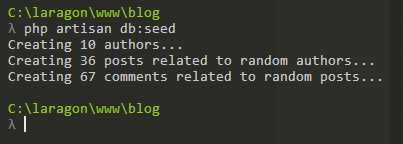 C:\laragon\www\blog
λ php artisan db:seed
Creating 10 authors...
Creating 36 posts related to random authors...
Creating 67 comments related to random posts...
C:\laragon\www\blog
λ